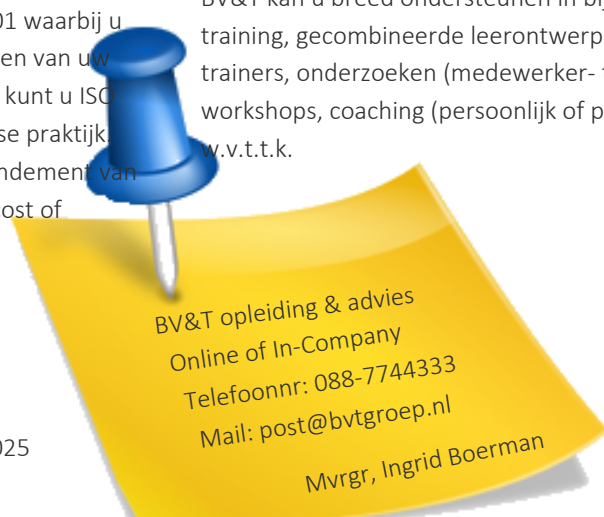 01 waarbij u
en van uw
kunt u ISO
se praktijk.
ndement van
ost of
025
BV&T kan u breed ondersteunen in bij
training, gecombineerde leerontwerp
trainers, onderzoeken (medewerker-
workshops, coaching (persoonlijk of p
w.v.t.t.k.
BV&T opleiding & advies
Online of In-Company
Telefoonnr: 088-7744333
Mail: post@bvtgroep.nl
Mvrgr, Ingrid Boerman